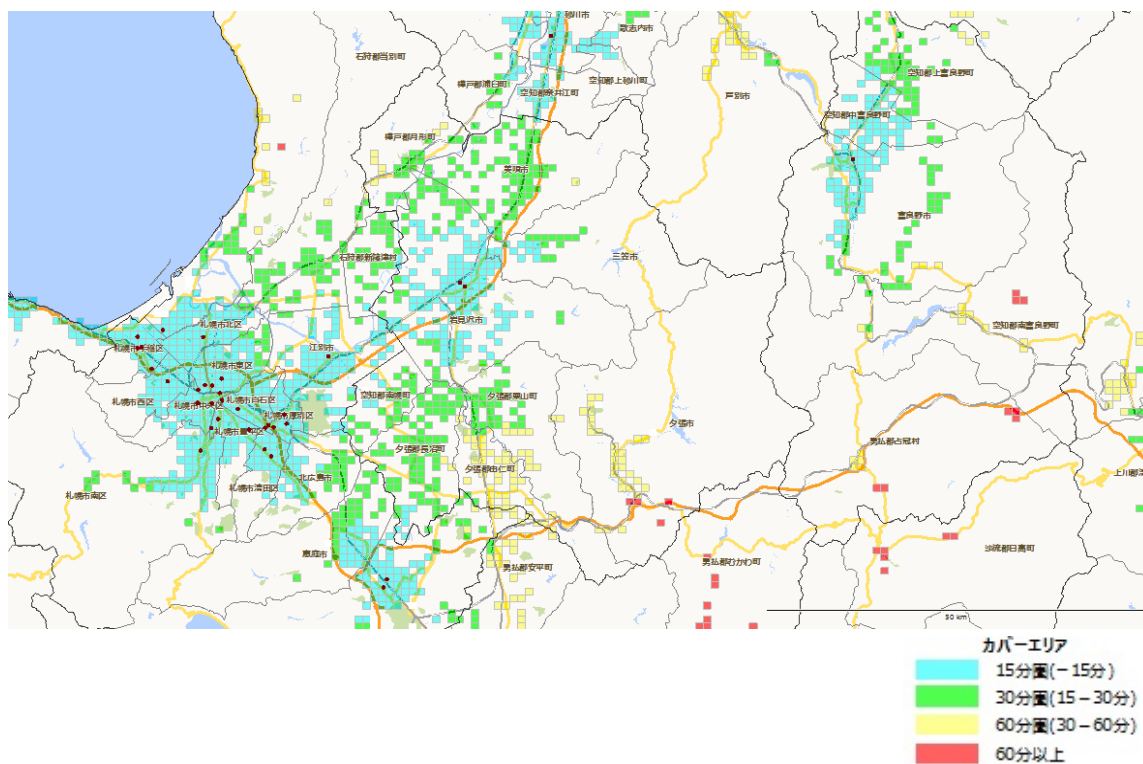 砂川市
歌志内市
石狩郡当別町
樺戸郡浦臼町
空知郡上砂川町
空知郡上富良野町
空知郡奈井江町
芦別市
空知郡中富良野町
樺戸郡月形町
美唄市
富良野市
石狩郡新篠津村
三笠市
岩見沢市
札幌市北区
空知郡南富良野町
札幌市手稲区
江別市
札幌市東区
札幌市西区
札幌市中央区
札幌市白石区
空知郡南幌町
夕張郡栗山町
札幌市厚別区
札幌市豊平区
夕張市
夕張郡長沼町
勇払郡占冠村
夕張郡由仁町
上川郡清
北広島市
札幌市清田区
札幌市南区
恵庭市
勇払郡安平町
勇払郡むかわ町
沙流郡日高町
50 km
カバーエリア
15分圏(-15分)
30分圏(15-30分)
60分圏(30-60分)
60分以上